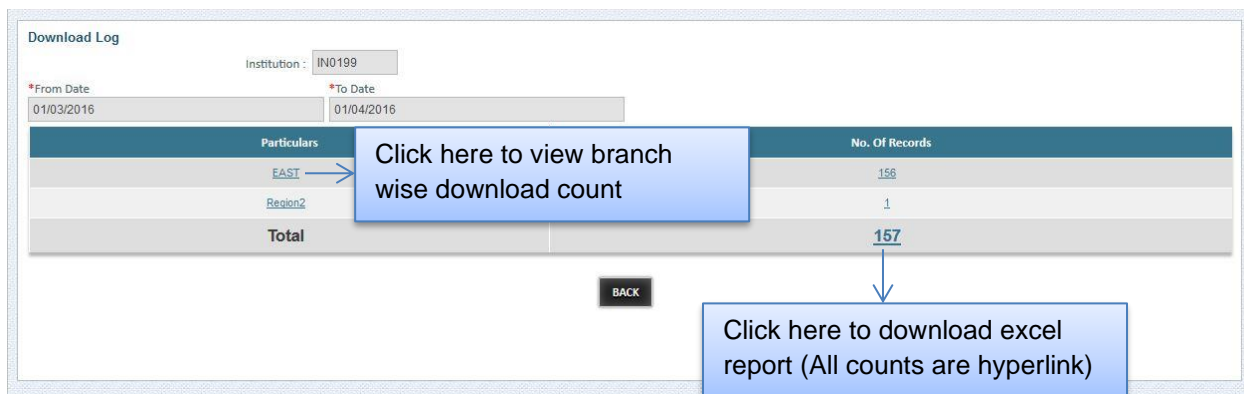 Download Log
Institution : IN0199
*From Date *To Date
01/03/2016 01/04/2016
Particulars No. Of Records
Click here to view branch
wise download count
EAST 156
Region2 1
Total 157
BACK
Click here to download excel
report (All counts are hyperlink)